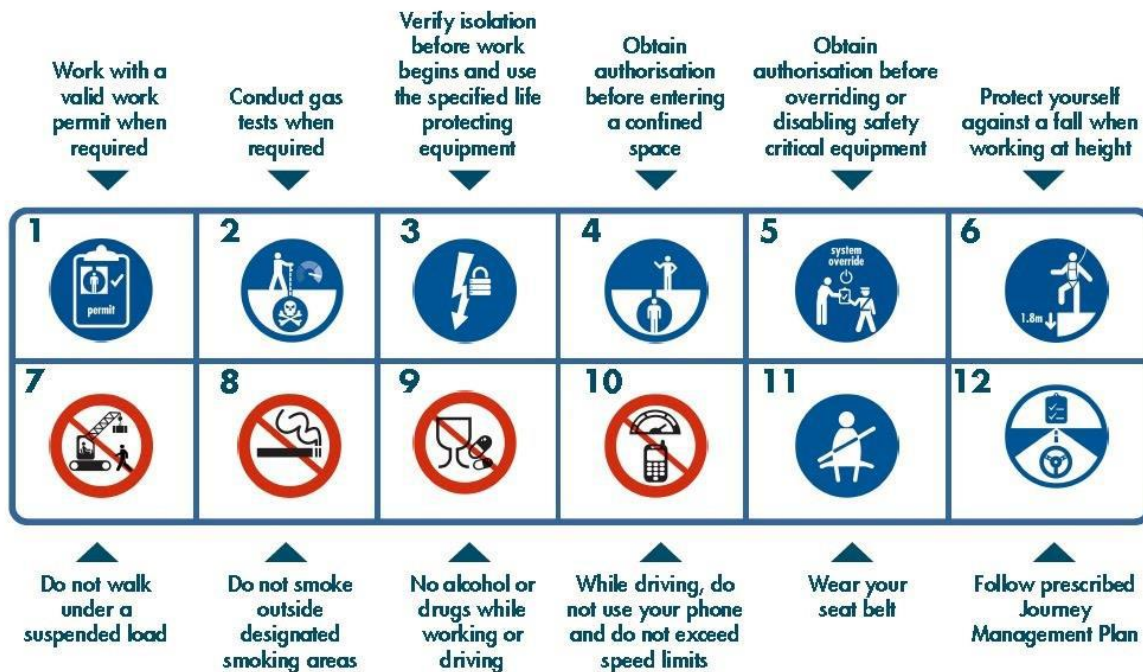 Work with a
valid work
permit when
required
Conduct gas
tests when
required
Verify isolation
before work
begins and use
the specified life
protecting
equipment
Obtain
authorisation
before entering
a confined
space
Obtain
authorisation before
overriding or
disabling safety
critical equipment
Protect yourself
against a fall when
working at height
1
permit
2
3
4
5
system
override
6
1.8m
7
8
9
10
11
12
Do not walk
under a
suspended load
Do not smoke
outside
designated
smoking areas
No alcohol or
drugs while
working or
driving
While driving, do
not use your phone
and do not exceed
speed limits
Wear your
seat belt
Follow prescribed
Journey
Management Plan